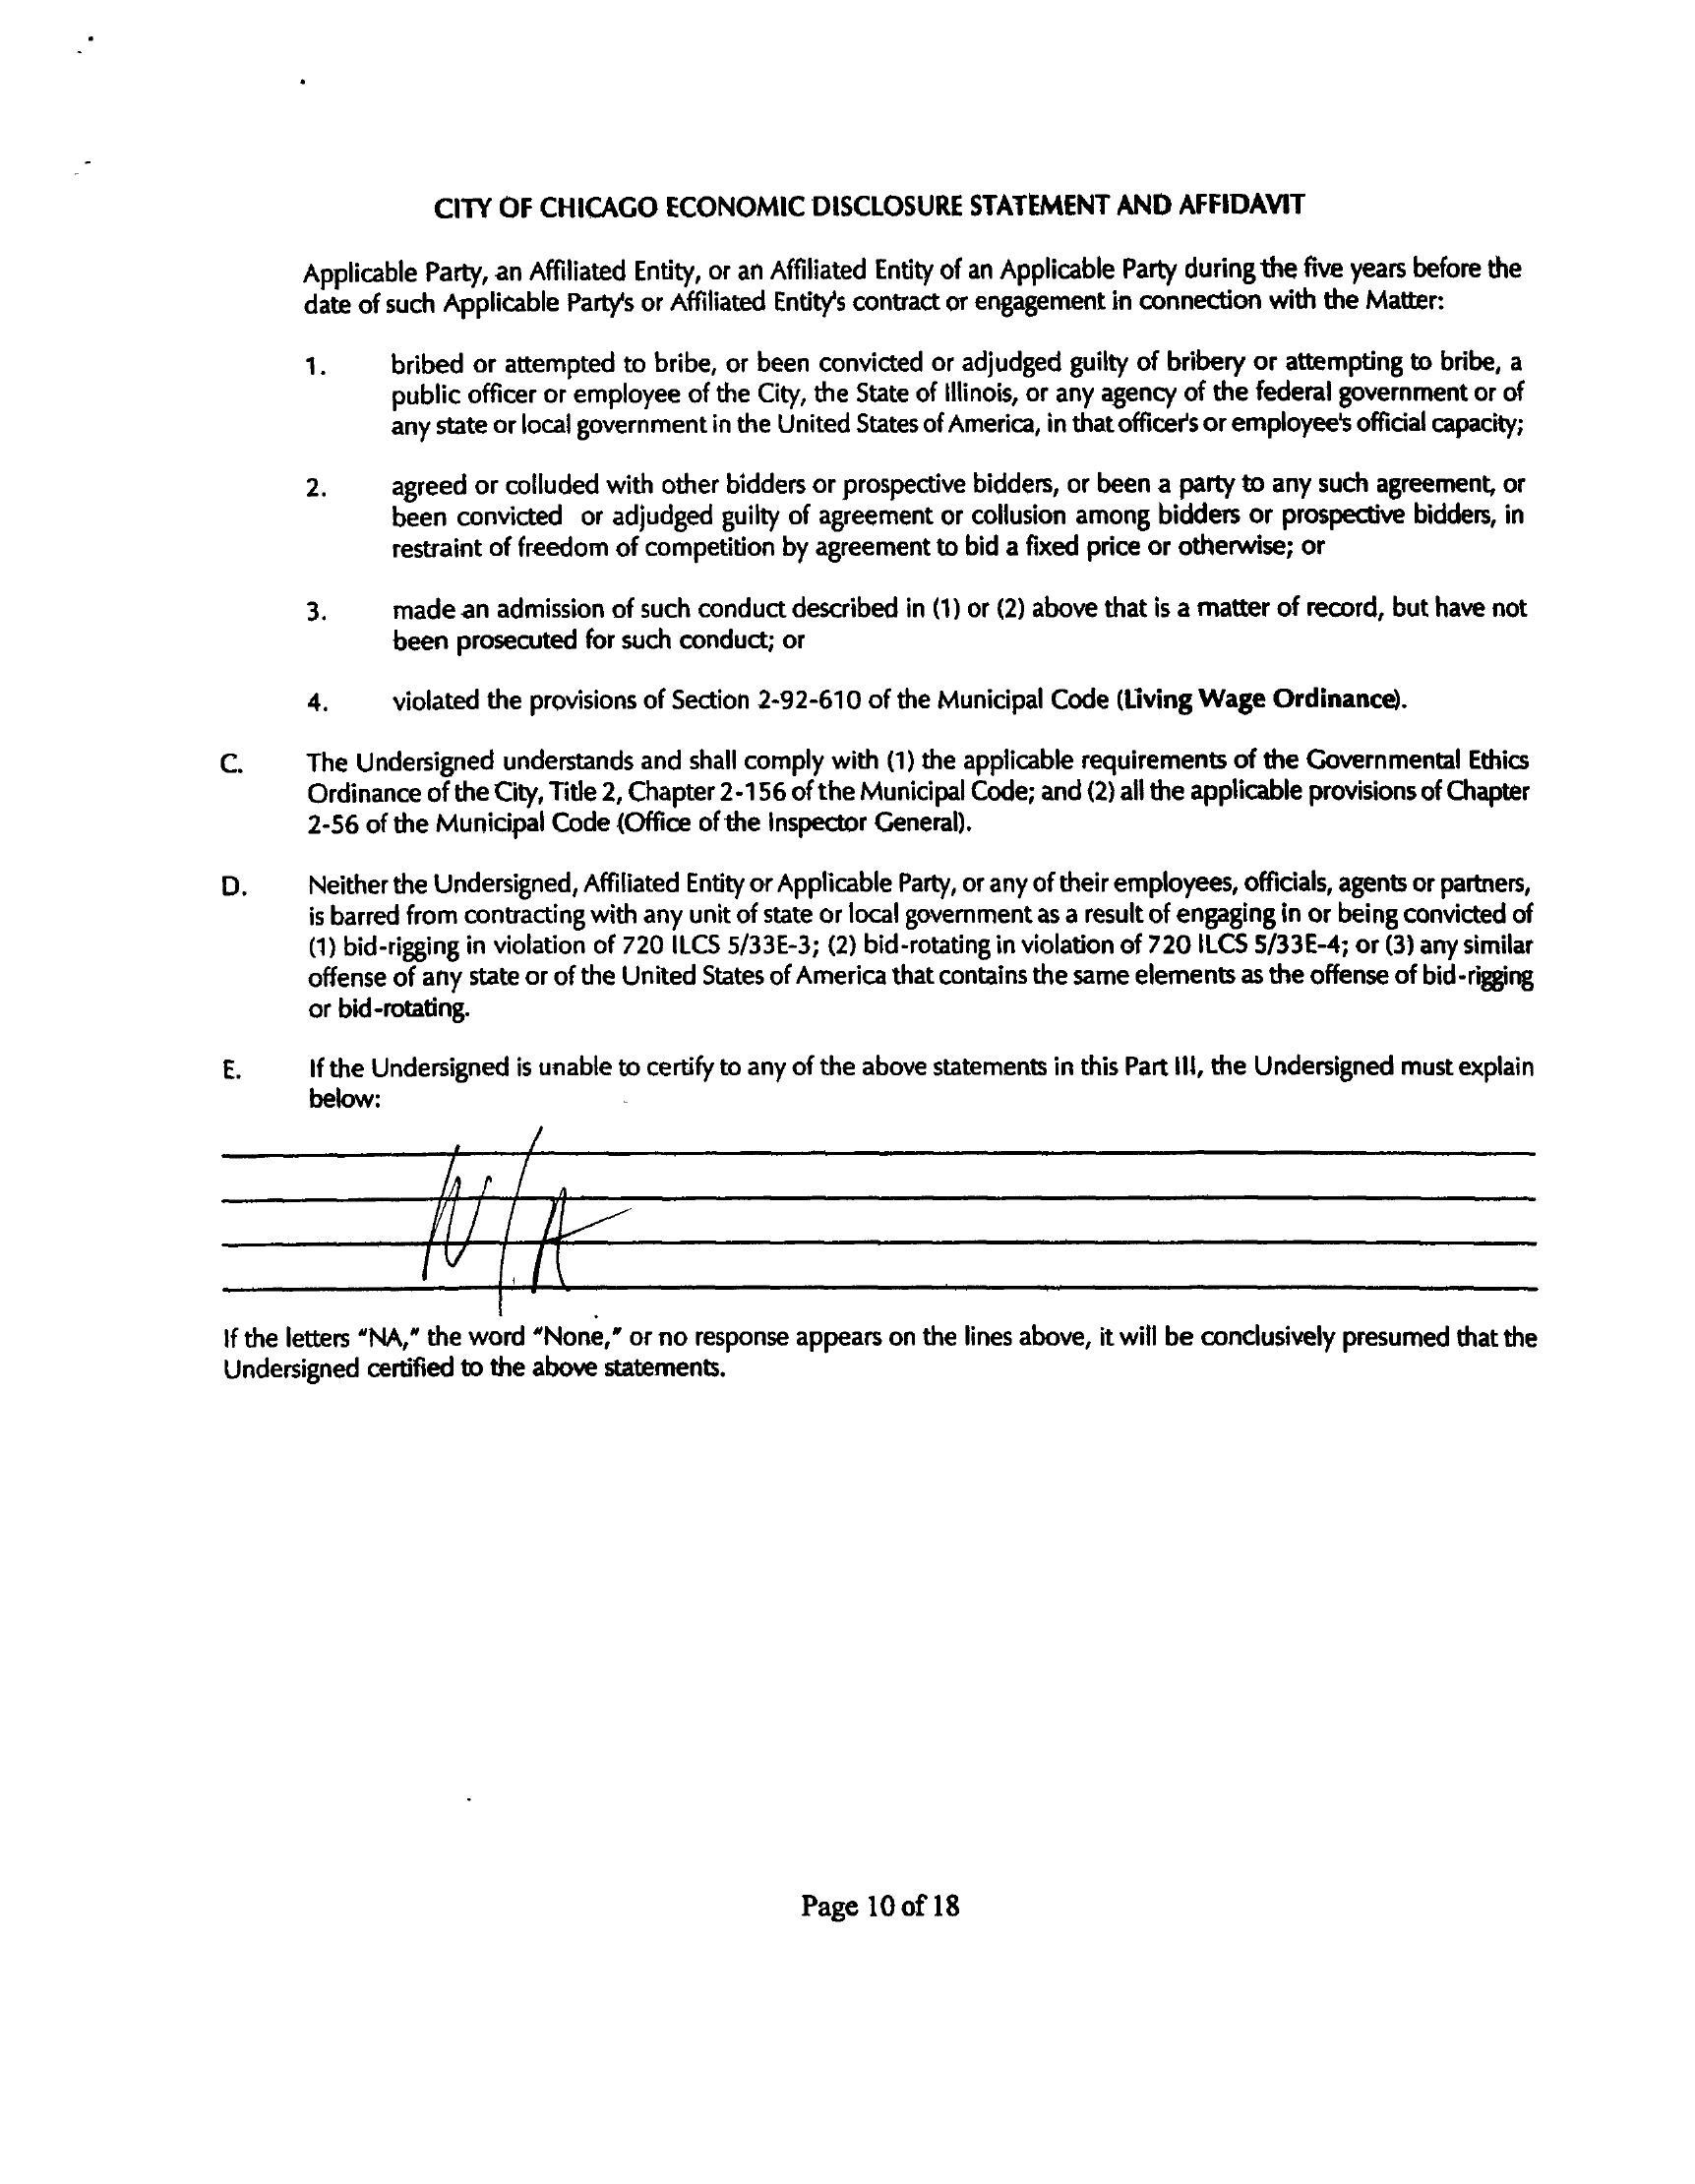 CITY OF CHICAGO ECONOMIC DISCLOSURE STATEMENT AND AFFIDAVIT
Applicable Party, an Affiliated Entity, or an Affiliated Entity of an Applicable Party during the five years before the
date of such Applicable Party's or Affiliated Entity's contract or engagement in connection with the Matter:
1. bribed or attempted to bribe, or been convicted or adjudged guilty of bribery or attempting to bribe, a
public officer or employee of the City, the State of Illinois, or any agency of the federal government or of
any state or local government in the United States of America, in that officer's or employee's official capacity;
2. agreed or colluded with other bidders or prospective bidders, or been a party to any such agreement, or
been convicted or adjudged guilty of agreement or collusion among bidders or prospective bidders, in
restraint of freedom of competition by agreement to bid a fixed price or otherwise; or
3. made an admission of such conduct described in (1) or (2) above that is a matter of record, but have not
been prosecuted for such conduct; or
4. violated the provisions of Section 2-92-610 of the Municipal Code (Living Wage Ordinance).
C. The Undersigned understands and shall comply with (1) the applicable requirements of the Governmental Ethics
Ordinance of the City, Title 2, Chapter 2-156 of the Municipal Code; and (2) all the applicable provisions of Chapter
2-56 of the Municipal Code (Office of the Inspector General).
D. Neither the Undersigned, Affiliated Entity or Applicable Party, or any of their employees, officials, agents or partners,
is barred from contracting with any unit of state or local government as a result of engaging in or being convicted of
(1) bid-rigging in violation of 720 ILCS 5/33E-3; (2) bid-rotating in violation of 720 ILCS 5/33E-4; or (3) any similar
offense of any state or of the United States of America that contains the same elements as the offense of bid-rigging
or bid-rotating.
E. If the Undersigned is unable to certify to any of the above statements in this Part III, the Undersigned must explain
below:
N/A
If the letters "NA," the word "None," or no response appears on the lines above, it will be conclusively presumed that the
Undersigned certified to the above statements.
Page 10 of 18